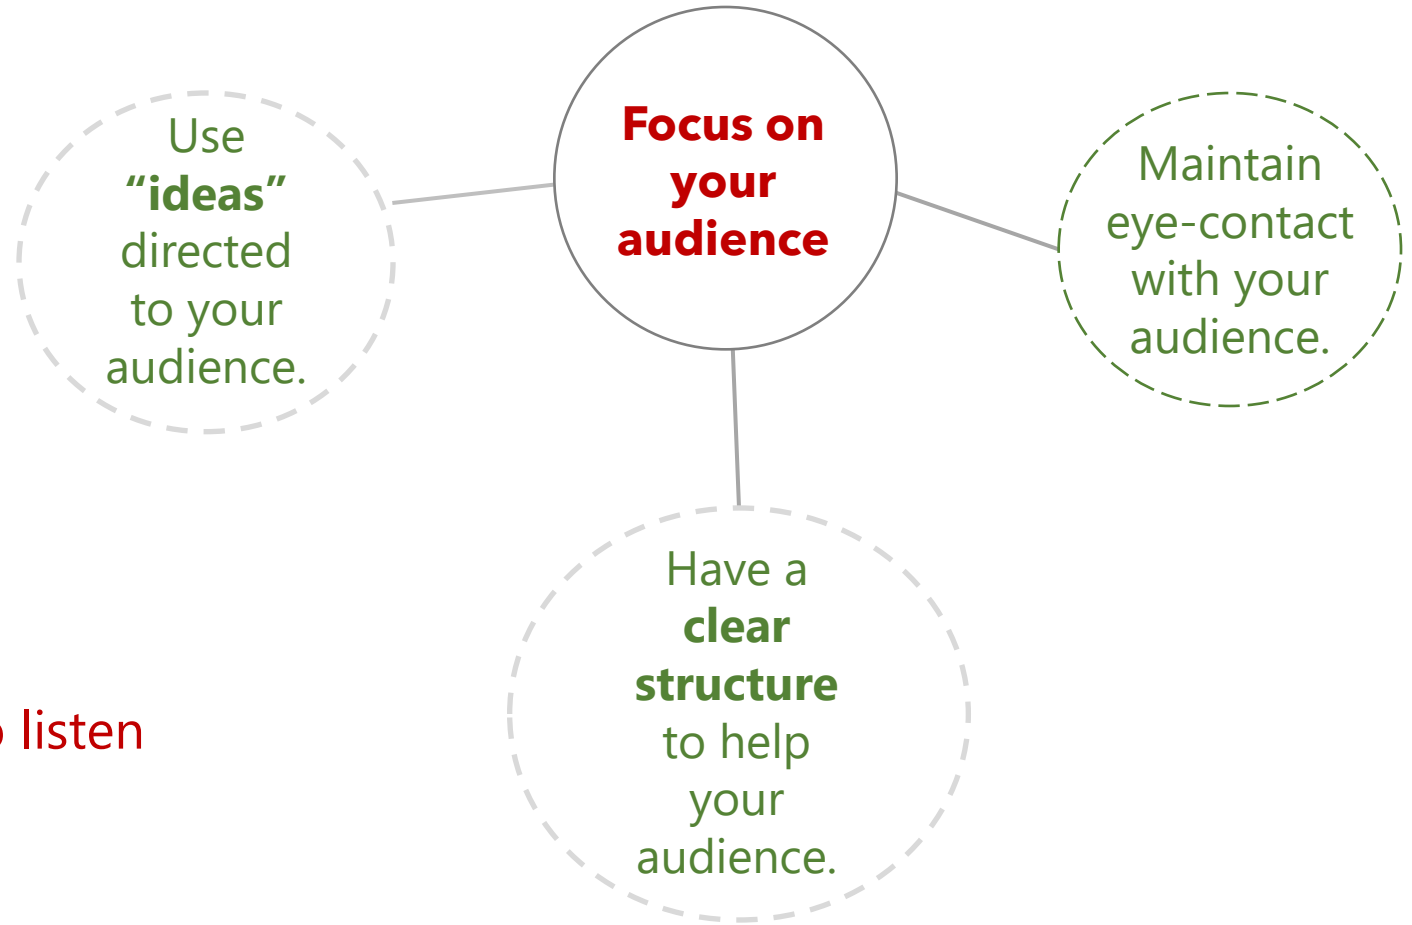 Focus on
your
audience
Use
“ideas”
directed
to your
audience.
Maintain
eye-contact
with your
audience.
Have a
clear
structure
to help
your
audience.
listen